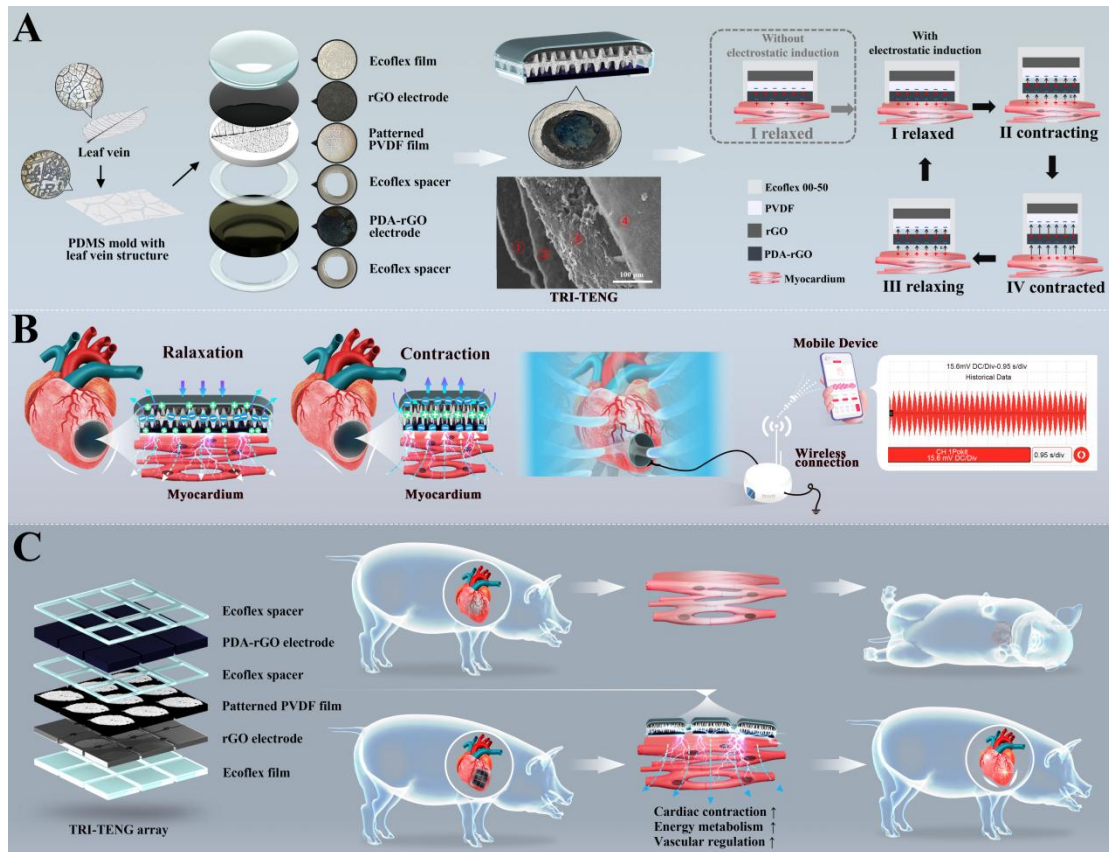 A
Leaf vein
PDMS mold with
leaf vein structure
Ecoflex film
rGO electrode
Patterned
PVDF film
Ecoflex spacer
PDA-rGO
electrode
Ecoflex spacer
①
②
③
④
100 μm
TRI-TENG
Without
electrostatic induction
I relaxed
With
electrostatic induction
I relaxed
II contracting
III relaxing
IV contracted
Ecoflex 00-50
PVDF
rGO
PDA-rGO
Myocardium
B
Ralaxation
Myocardium
Contraction
Myocardium
Mobile Device
Wireless
connection
15.6mV DC/Div-0.95 s/div
Historical Data
CH 1Pokit
15.6 mV DC/Div
0.95 s/div
C
Ecoflex spacer
PDA-rGO electrode
Ecoflex spacer
Patterned PVDF film
rGO electrode
Ecoflex film
TRI-TENG array
Cardiac contraction ↑
Energy metabolism ↑
Vascular regulation ↑